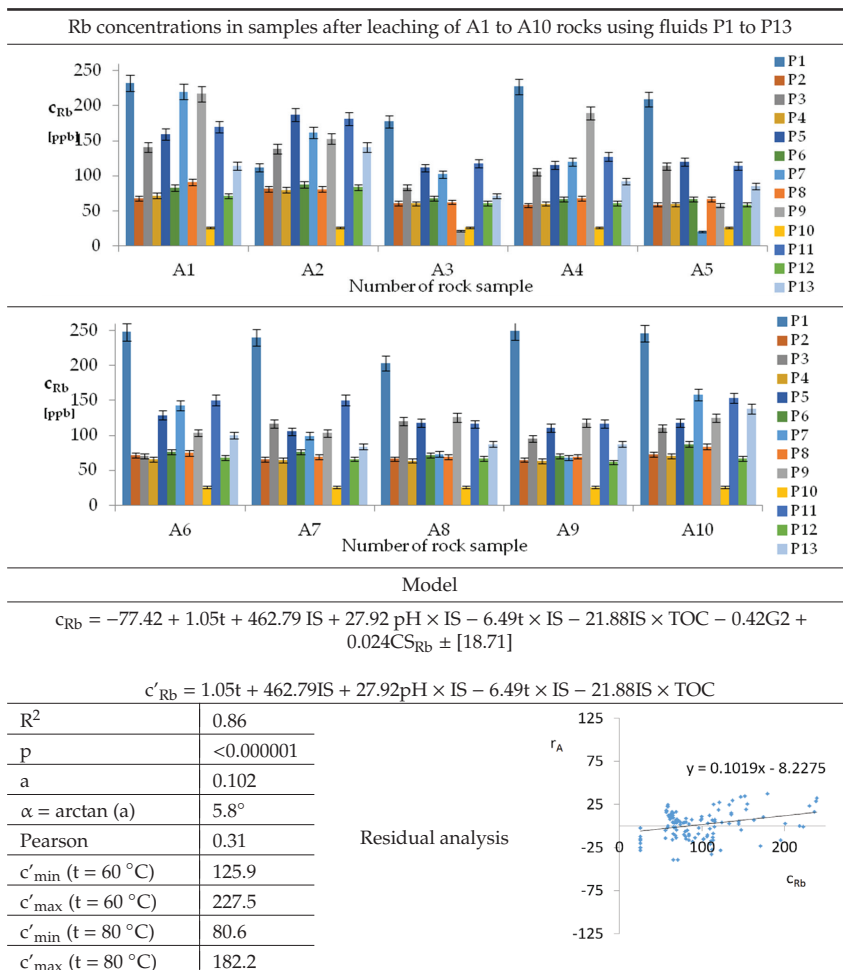 Rb concentrations in samples after leaching of A1 to A10 rocks using fluids P1 to P13
250
200
150
100
50
0
c_Rb
[ppb]
A1 A2 A3 A4 A5
Number of rock sample
P1
P2
P3
P4
P5
P6
P7
P8
P9
P10
P11
P12
P13
250
200
150
100
50
0
c_Rb
[ppb]
A6 A7 A8 A9 A10
Number of rock sample
P1
P2
P3
P4
P5
P6
P7
P8
P9
P10
P11
P12
P13
Model
c_Rb = −77.42 + 1.05t + 462.79 IS + 27.92 pH × IS − 6.49t × IS − 21.88IS × TOC − 0.42G2 +
0.024CS_Rb ± [18.71]
c′_Rb = 1.05t + 462.79IS + 27.92pH × IS − 6.49t × IS − 21.88IS × TOC
R² 0.86
p <0.000001
a 0.102
α = arctan (a) 5.8°
Pearson 0.31
c′min (t = 60 °C) 125.9
c′max (t = 60 °C) 227.5
c′min (t = 80 °C) 80.6
c′max (t = 80 °C) 182.2
Residual analysis
125
75
25
-25
-75
-125
r_A
y = 0.1019x - 8.2275
0 100 200
c_Rb